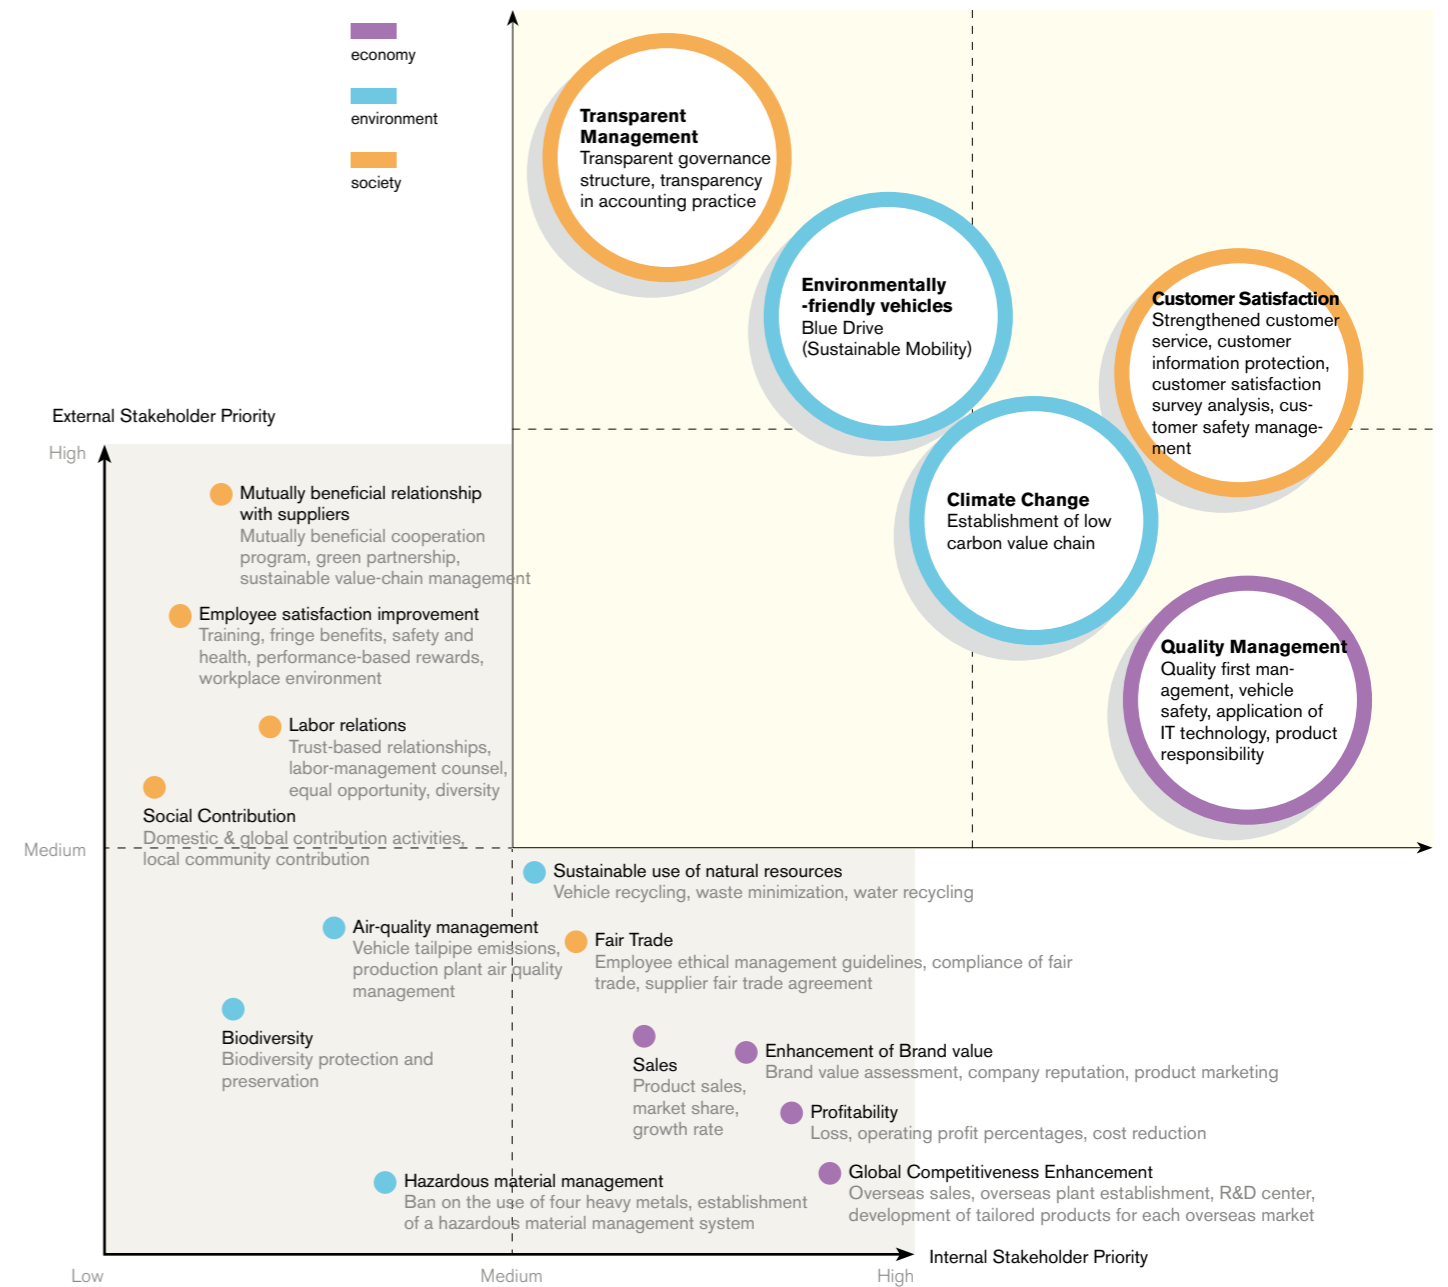 economy
environment
society
Transparent
Management
Transparent governance
structure, transparency
in accounting practice
Environmentally
-friendly vehicles
Blue Drive
(Sustainable Mobility)
Customer Satisfaction
Strengthened customer
service, customer
information protection,
customer satisfaction
survey analysis, cus-
tomer safety manage-
ment
Climate Change
Establishment of low
carbon value chain
Quality Management
Quality first man-
agement, vehicle
safety, application of
IT technology, product
responsibility
External Stakeholder Priority
High
Mutually beneficial relationship
with suppliers
Mutually beneficial cooperation
program, green partnership,
sustainable value-chain management
Employee satisfaction improvement
Training, fringe benefits, safety and
health, performance-based rewards,
workplace environment
Labor relations
Trust-based relationships,
labor-management counsel,
equal opportunity, diversity
Social Contribution
Domestic & global contribution activities,
local community contribution
Medium
Sustainable use of natural resources
Vehicle recycling, waste minimization, water recycling
Air-quality management
Vehicle tailpipe emissions,
production plant air quality
management
Fair Trade
Employee ethical management guidelines, compliance of fair
trade, supplier fair trade agreement
Biodiversity
Biodiversity protection and
preservation
Sales
Product sales,
market share,
growth rate
Enhancement of Brand value
Brand value assessment, company reputation, product marketing
Profitability
Loss, operating profit percentages, cost reduction
Hazardous material management
Ban on the use of four heavy metals, establishment
of a hazardous material management system
Global Competitiveness Enhancement
Overseas sales, overseas plant establishment, R&D center,
development of tailored products for each overseas market
Internal Stakeholder Priority
Low
Medium
High